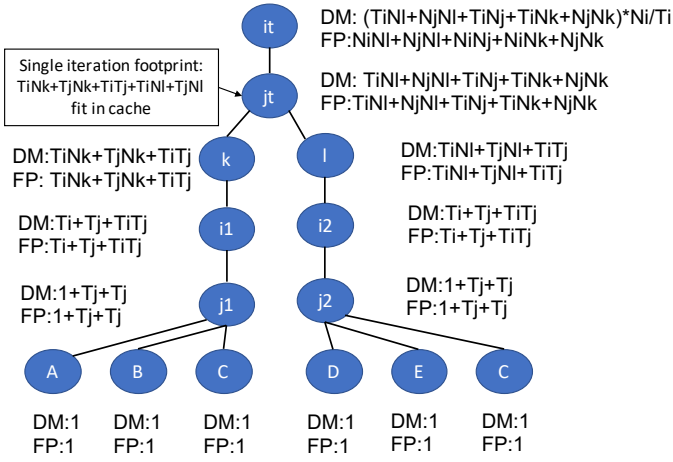 it
DM: (TiNl+NjNl+TiNj+TiNk+NjNk)*Ni/Ti
FP:NiNl+NjNl+NiNj+NiNk+NjNk
Single iteration footprint:
TiNk+TjNk+TiTj+TiNl+TjNl
fit in cache
jt
DM: TiNl+NjNl+TiNj+TiNk+NjNk
FP:TiNl+NjNl+TiNj+TiNk+NjNk
DM:TiNk+TjNk+TiTj
FP: TiNk+TjNk+TiTj
k
l
DM:TiNl+TjNl+TiTj
FP:TiNl+TjNl+TiTj
DM:Ti+Tj+TiTj
FP:Ti+Tj+TiTj
i1
i2
DM:Ti+Tj+TiTj
FP:Ti+Tj+TiTj
DM:1+Tj+Tj
FP:1+Tj+Tj
j1
j2
DM:1+Tj+Tj
FP:1+Tj+Tj
A
B
C
D
E
C
DM:1
FP:1
DM:1
FP:1
DM:1
FP:1
DM:1
FP:1
DM:1
FP:1
DM:1
FP:1